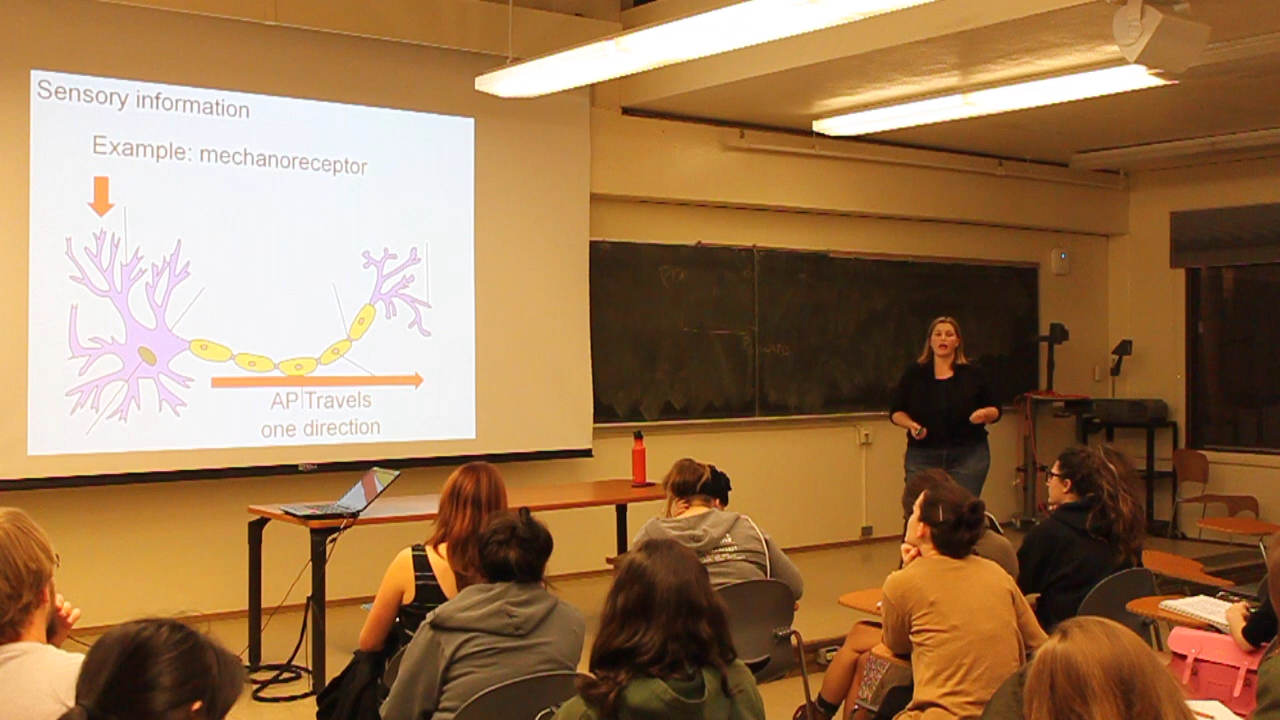 Sensory information
Example: mechanoreceptor
AP Travels
one direction